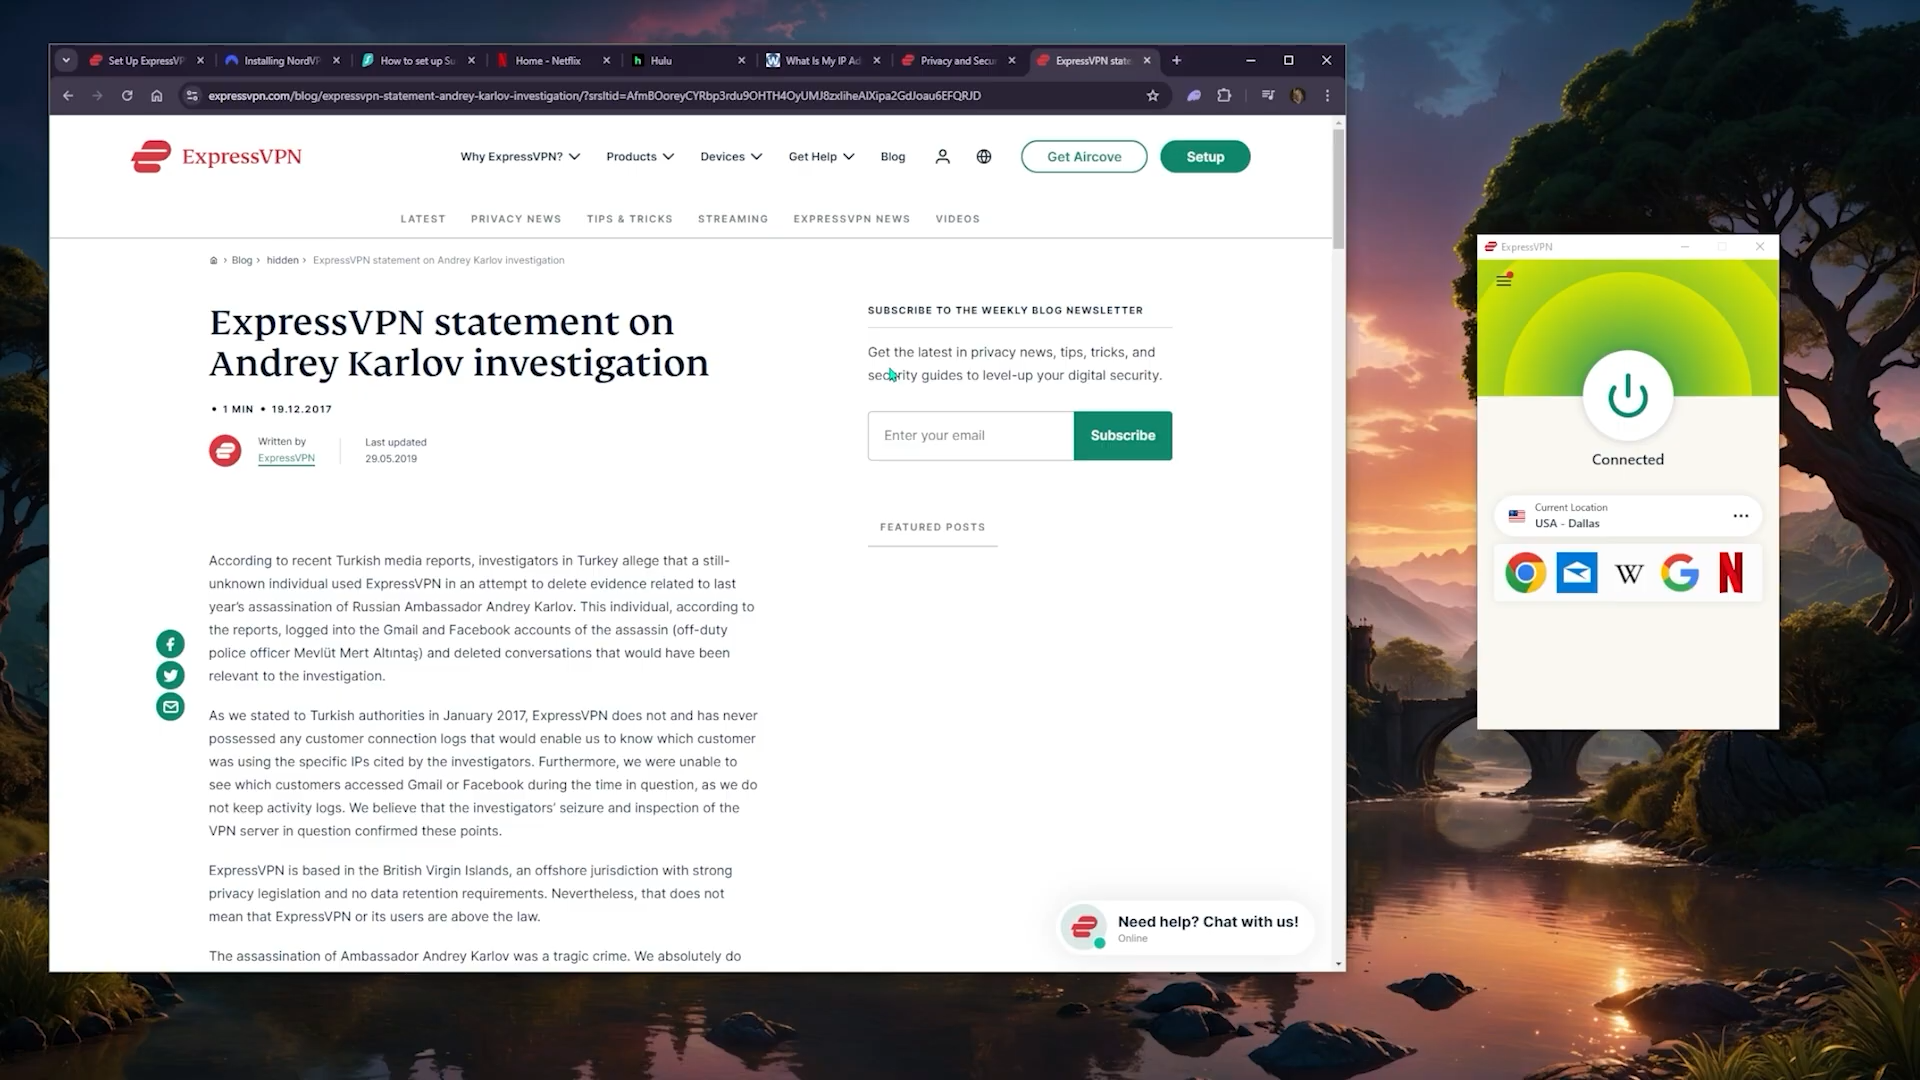 Set Up ExpressVP
Installing NordVP
How to set up Su
Home - Netflix
Hulu
What Is My IP Ad
Privacy and Secu
ExpressVPN state
expressvpn.com/blog/expressvpn-statement-andrey-karlov-investigation/?srsltid=AfmBOoreyCYRbp3rdu9OHTH4OyUMJ8zxliheAlXipa2GdJoau6EFQRJD
ExpressVPN
Why ExpressVPN?
Products
Devices
Get Help
Blog
Get Aircove
Setup
LATEST
PRIVACY NEWS
TIPS & TRICKS
STREAMING
EXPRESSVPN NEWS
VIDEOS
Blog › hidden › ExpressVPN statement on Andrey Karlov investigation
ExpressVPN statement on
Andrey Karlov investigation
• 1 MIN • 19.12.2017
Written by
ExpressVPN
Last updated
29.05.2019
According to recent Turkish media reports, investigators in Turkey allege that a still-
unknown individual used ExpressVPN in an attempt to delete evidence related to last
year's assassination of Russian Ambassador Andrey Karlov. This individual, according to
the reports, logged into the Gmail and Facebook accounts of the assassin (off-duty
police officer Mevlüt Mert Altıntaş) and deleted conversations that would have been
relevant to the investigation.
As we stated to Turkish authorities in January 2017, ExpressVPN does not and has never
possessed any customer connection logs that would enable us to know which customer
was using the specific IPs cited by the investigators. Furthermore, we were unable to
see which customers accessed Gmail or Facebook during the time in question, as we do
not keep activity logs. We believe that the investigators' seizure and inspection of the
VPN server in question confirmed these points.
ExpressVPN is based in the British Virgin Islands, an offshore jurisdiction with strong
privacy legislation and no data retention requirements. Nevertheless, that does not
mean that ExpressVPN or its users are above the law.
The assassination of Ambassador Andrey Karlov was a tragic crime. We absolutely do
SUBSCRIBE TO THE WEEKLY BLOG NEWSLETTER
Get the latest in privacy news, tips, tricks, and
security guides to level-up your digital security.
Enter your email
Subscribe
FEATURED POSTS
Need help? Chat with us!
Online
ExpressVPN
Connected
Current Location
USA - Dallas